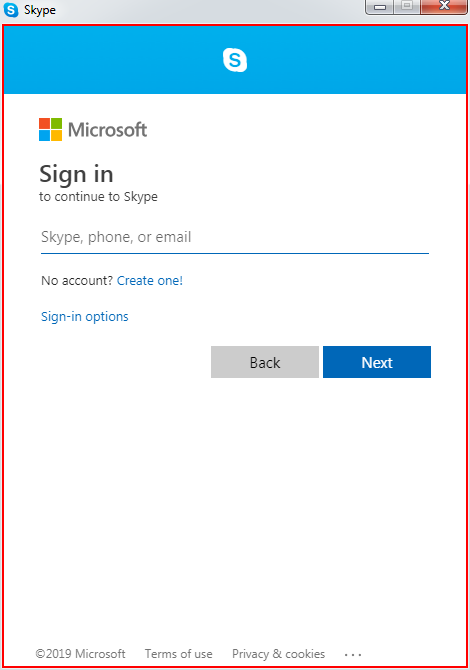 Skype
Microsoft
Sign in
to continue to Skype
Skype, phone, or email
No account? Create one!
Sign-in options
Back Next
©2019 Microsoft Terms of use Privacy & cookies ...